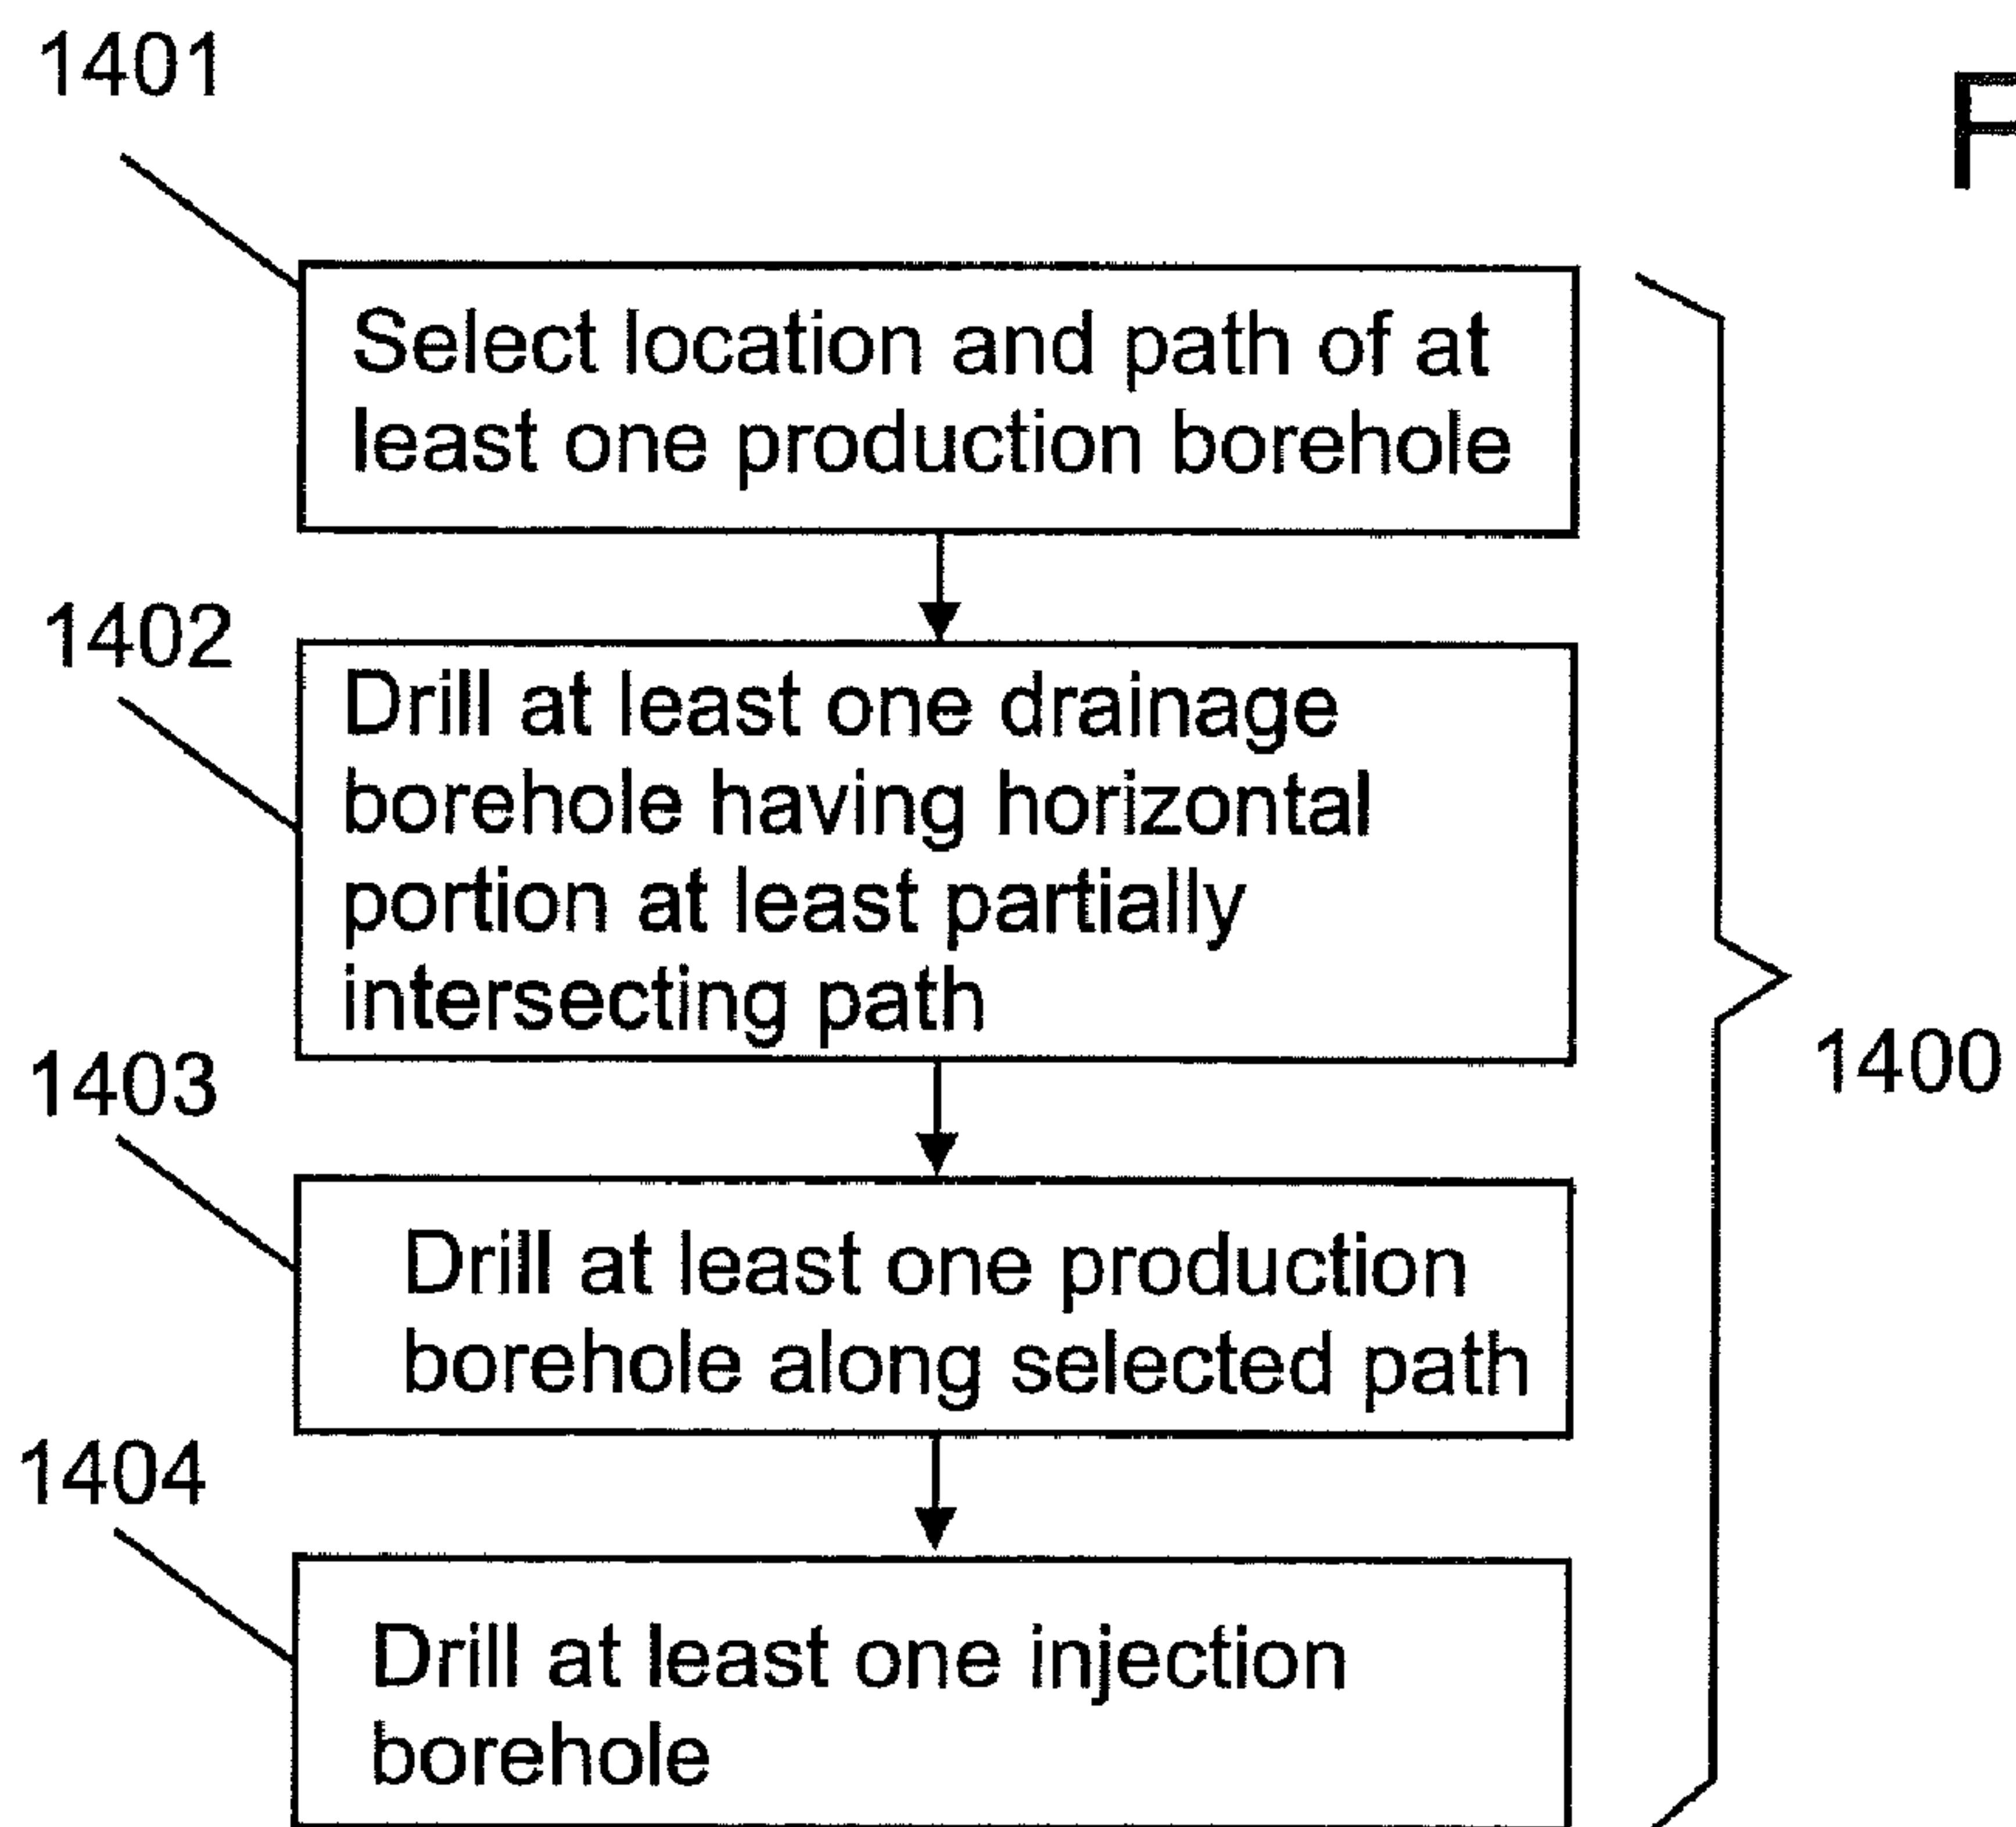 1401
F
Select location and path of at
least one production borehole
1402
Drill at least one drainage
borehole having horizontal
portion at least partially
intersecting path
1403
1400
Drill at least one production
borehole along selected path
1404
Drill at least one injection
borehole